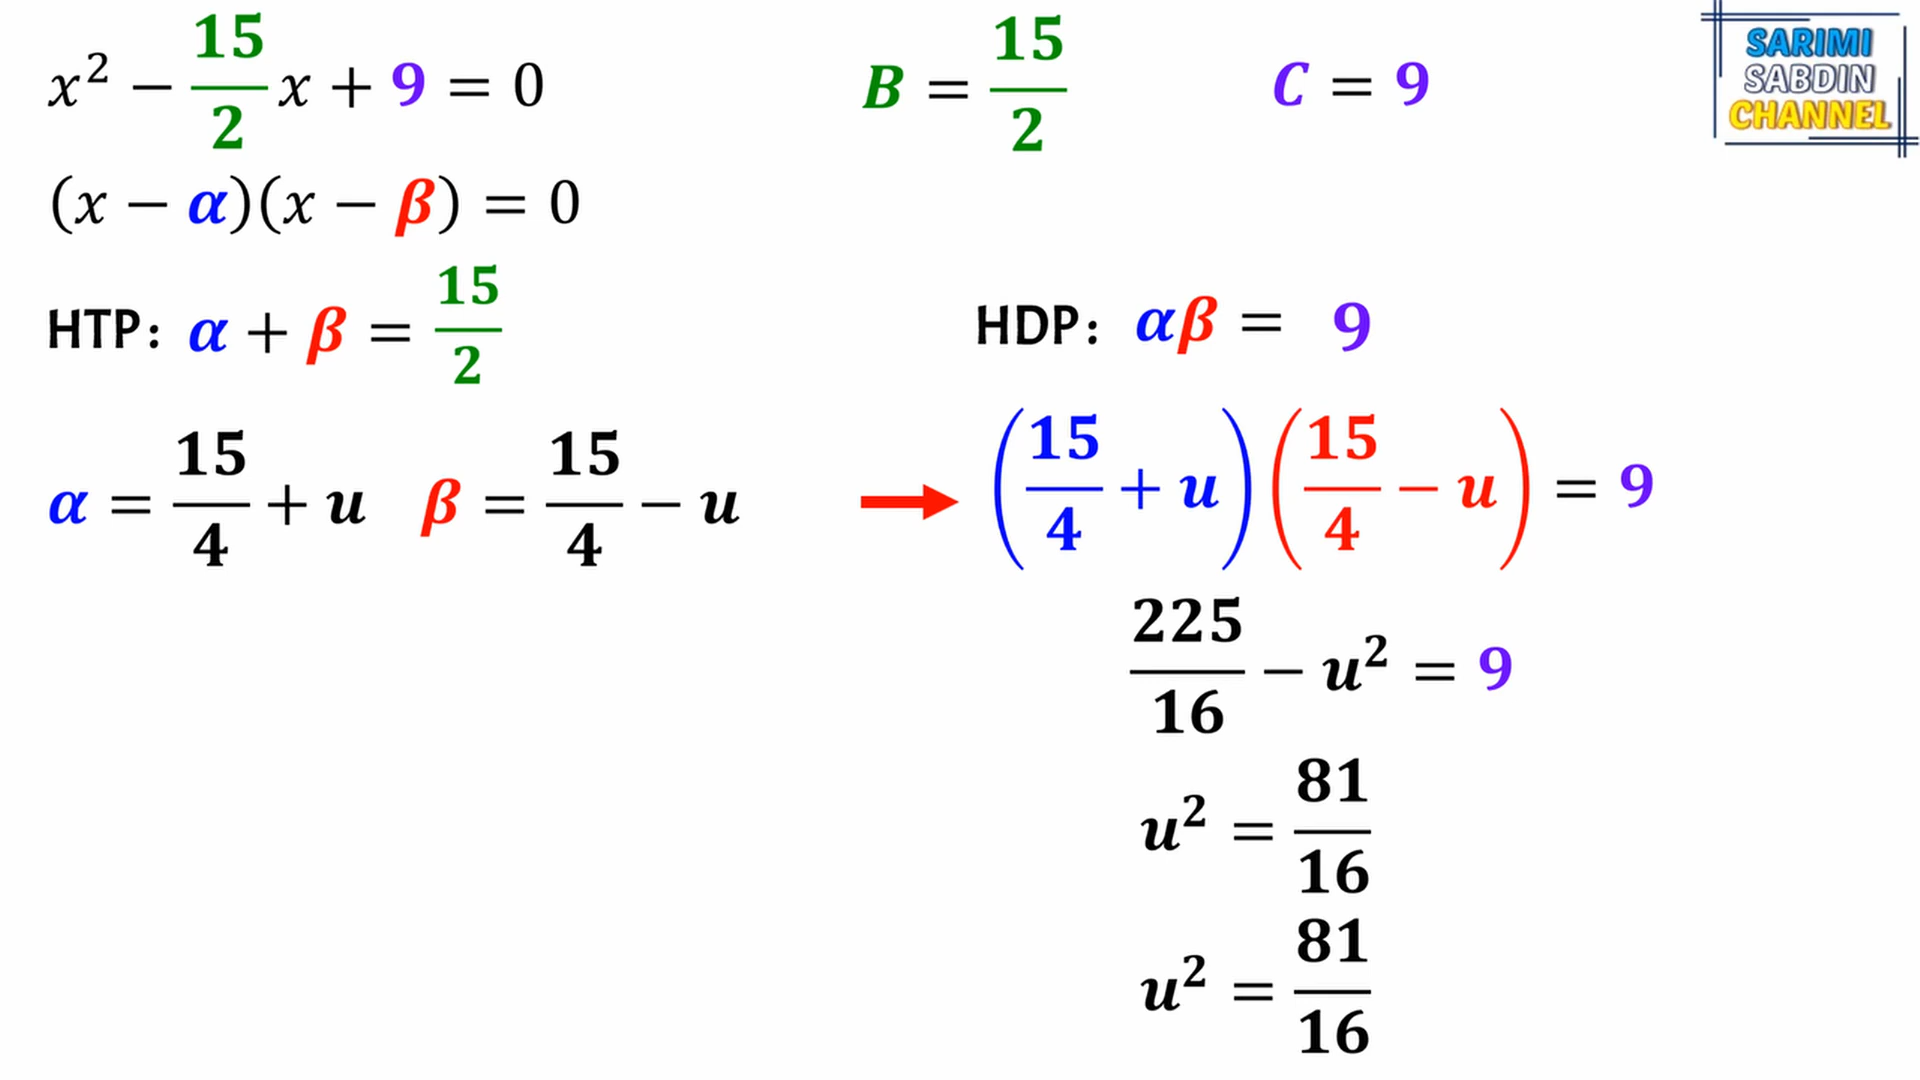 x² − 15/2 x + 9 = 0
B = 15/2
C = 9
SARIMI
SABDIN
CHANNEL
(x − α)(x − β) = 0
HTP: α + β = 15/2
HDP: αβ = 9
α = 15/4 + u β = 15/4 − u
(15/4 + u)(15/4 − u) = 9
225/16 − u² = 9
u² = 81/16
u² = 81/16